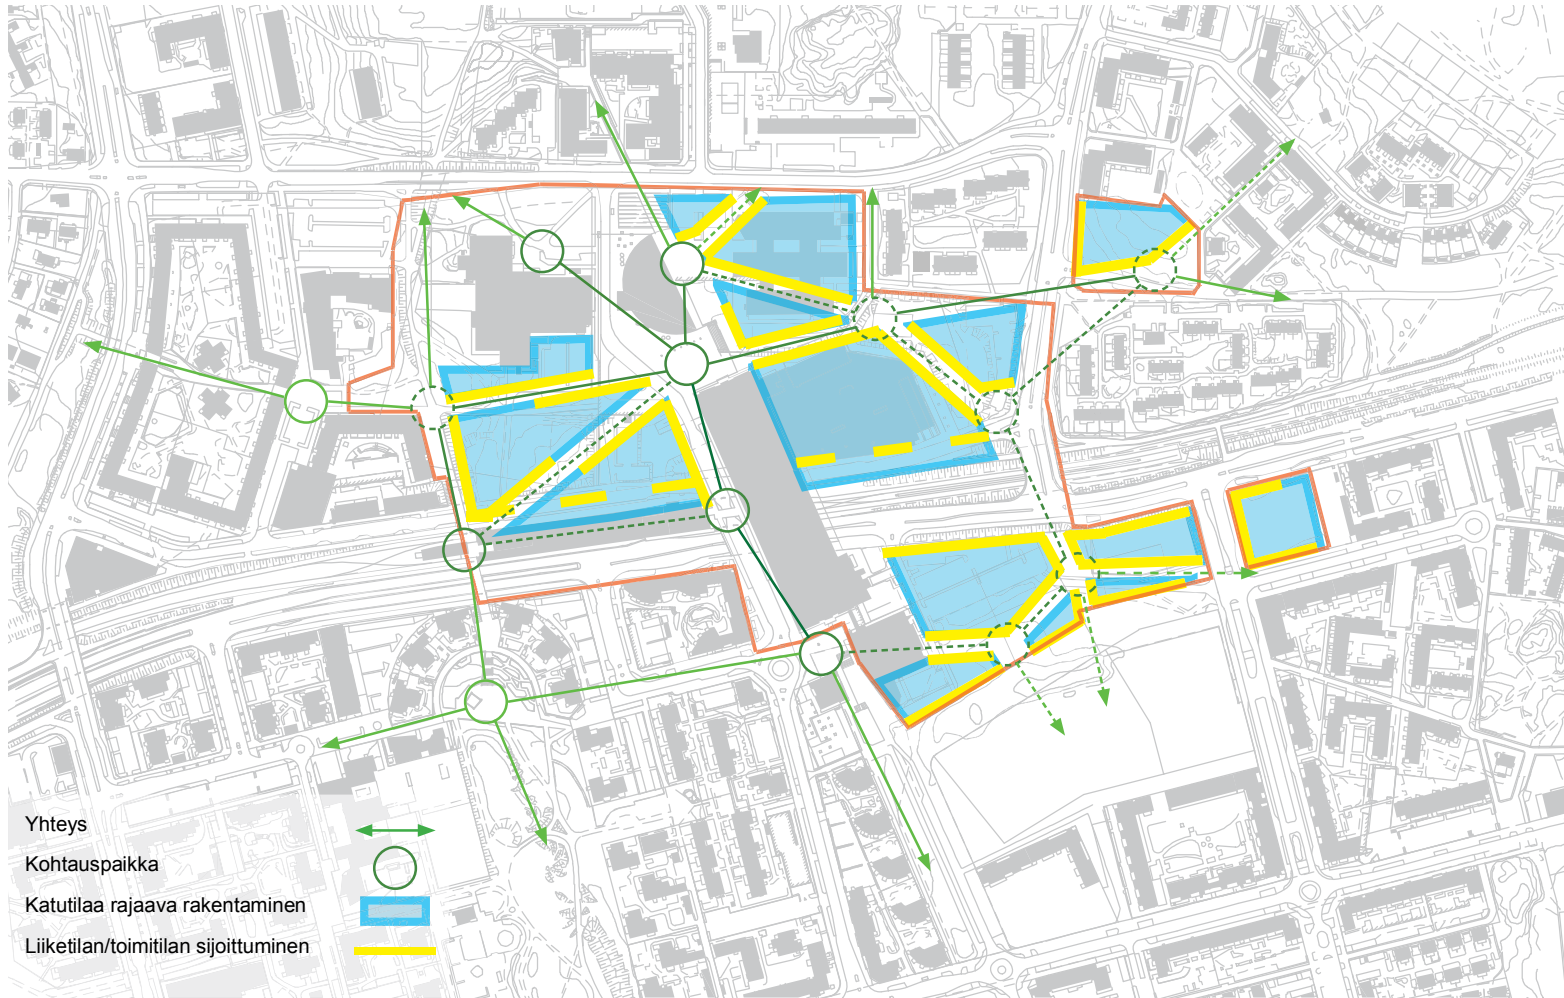 Yhteys
Kohtauspaikka
Katutilaa rajaava rakentaminen
Liiketilan/toimitilan sijoittuminen